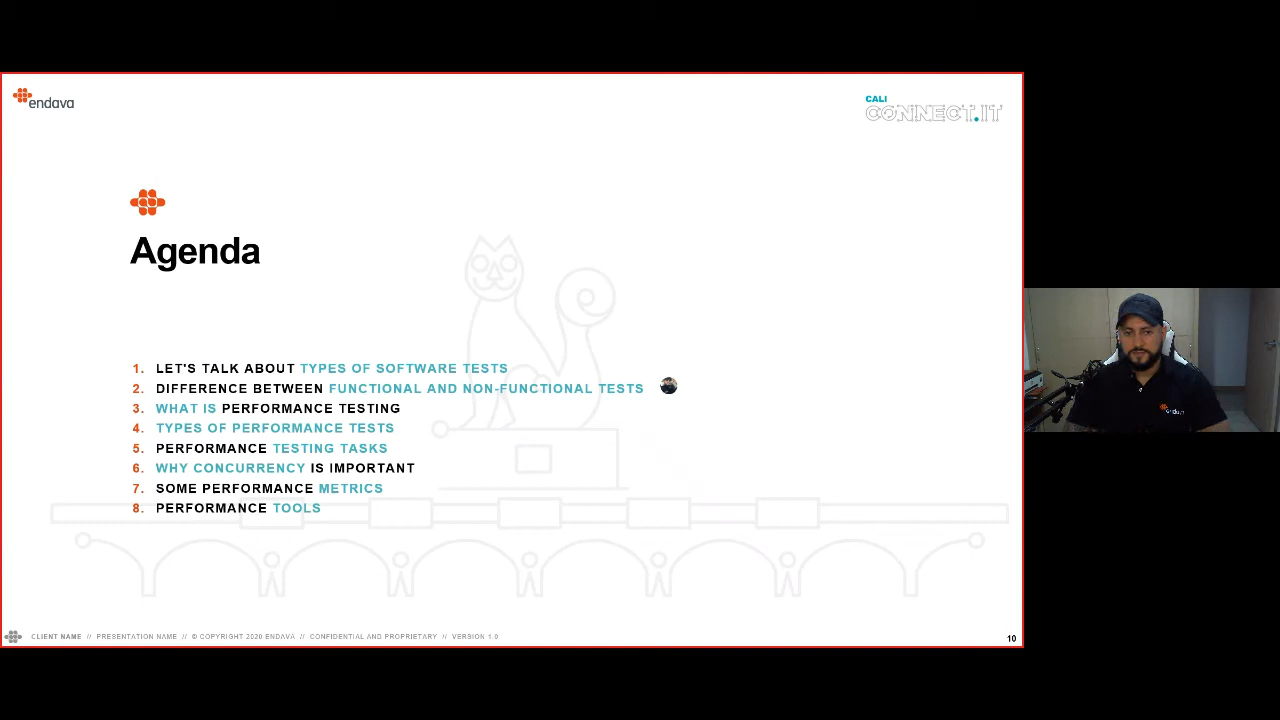 endava
CALI
CONNECT.IT
Agenda
1. LET'S TALK ABOUT TYPES OF SOFTWARE TESTS
2. DIFFERENCE BETWEEN FUNCTIONAL AND NON-FUNCTIONAL TESTS
3. WHAT IS PERFORMANCE TESTING
4. TYPES OF PERFORMANCE TESTS
5. PERFORMANCE TESTING TASKS
6. WHY CONCURRENCY IS IMPORTANT
7. SOME PERFORMANCE METRICS
8. PERFORMANCE TOOLS
endava
CLIENT NAME // PRESENTATION NAME // © COPYRIGHT 2020 ENDAVA // CONFIDENTIAL AND PROPRIETARY // VERSION 1.0
10